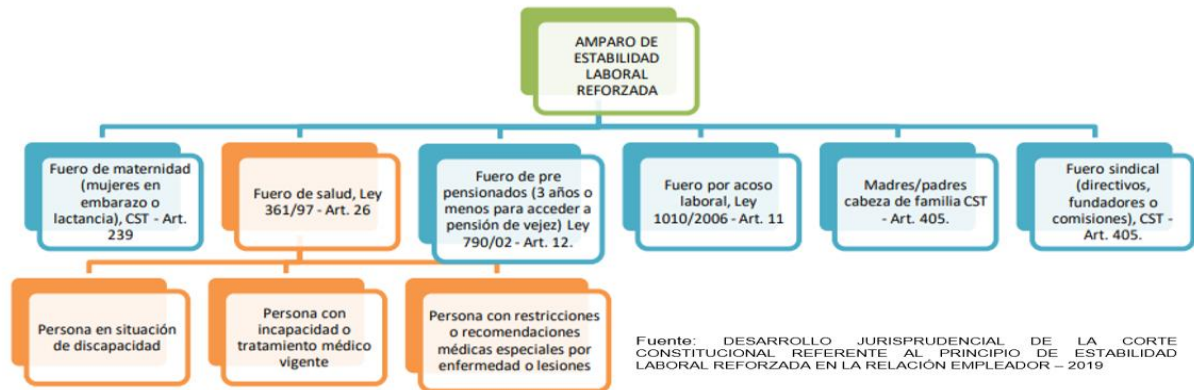 AMPARO DE
ESTABILIDAD
LABORAL
REFORZADA
Fuero de maternidad
(mujeres en
embarazo o
lactancia), CST - Art.
239
Fuero de salud, Ley
361/97 - Art. 26
Fuero de pre
pensionados (3 años o
menos para acceder a
pensión de vejez) Ley
790/02 - Art. 12.
Fuero por acoso
laboral, Ley
1010/2006 - Art. 11
Madres/padres
cabeza de familia CST
- Art. 405.
Fuero sindical
(directivos,
fundadores o
comisiones), CST -
Art. 405.
Persona en situación
de discapacidad
Persona con
incapacidad o
tratamiento médico
vigente
Persona con restricciones
o recomendaciones
médicas especiales por
enfermedad o lesiones
Fuente: DESARROLLO JURISPRUDENCIAL DE LA CORTE
CONSTITUCIONAL REFERENTE AL PRINCIPIO DE ESTABILIDAD
LABORAL REFORZADA EN LA RELACIÓN EMPLEADOR – 2019